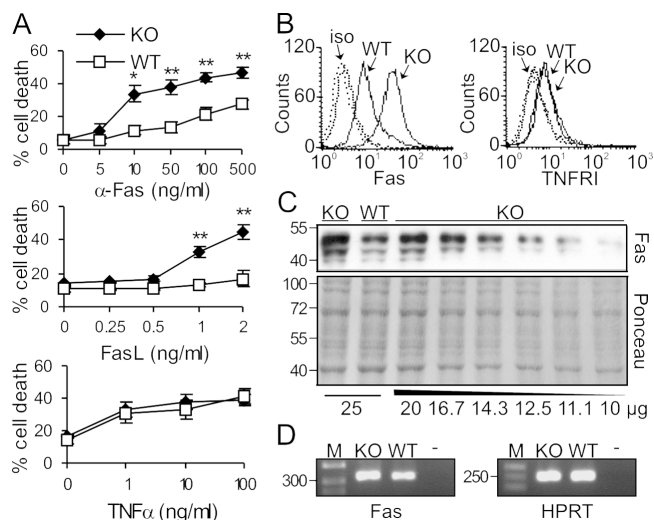 A
KO
WT
60
40
20
0
% cell death
* ** ** **
0 5 10 50 100 500
α-Fas (ng/ml)
60
40
20
0
% cell death
** **
0 0.25 0.5 1 2
FasL (ng/ml)
60
40
20
0
% cell death
0 1 10 100
TNFα (ng/ml)
B
120
80
40
0
Counts
iso WT KO
10⁰ 10¹ 10² 10³
Fas
120
90
60
30
0
Counts
iso WT KO
10⁰ 10¹ 10² 10³
TNFRI
C
KO WT KO
55
40
Fas
100
72
55
40
Ponceau
25 20 16.7 14.3 12.5 11.1 10 µg
D
M KO WT -
300
Fas
M KO WT -
250
HPRT